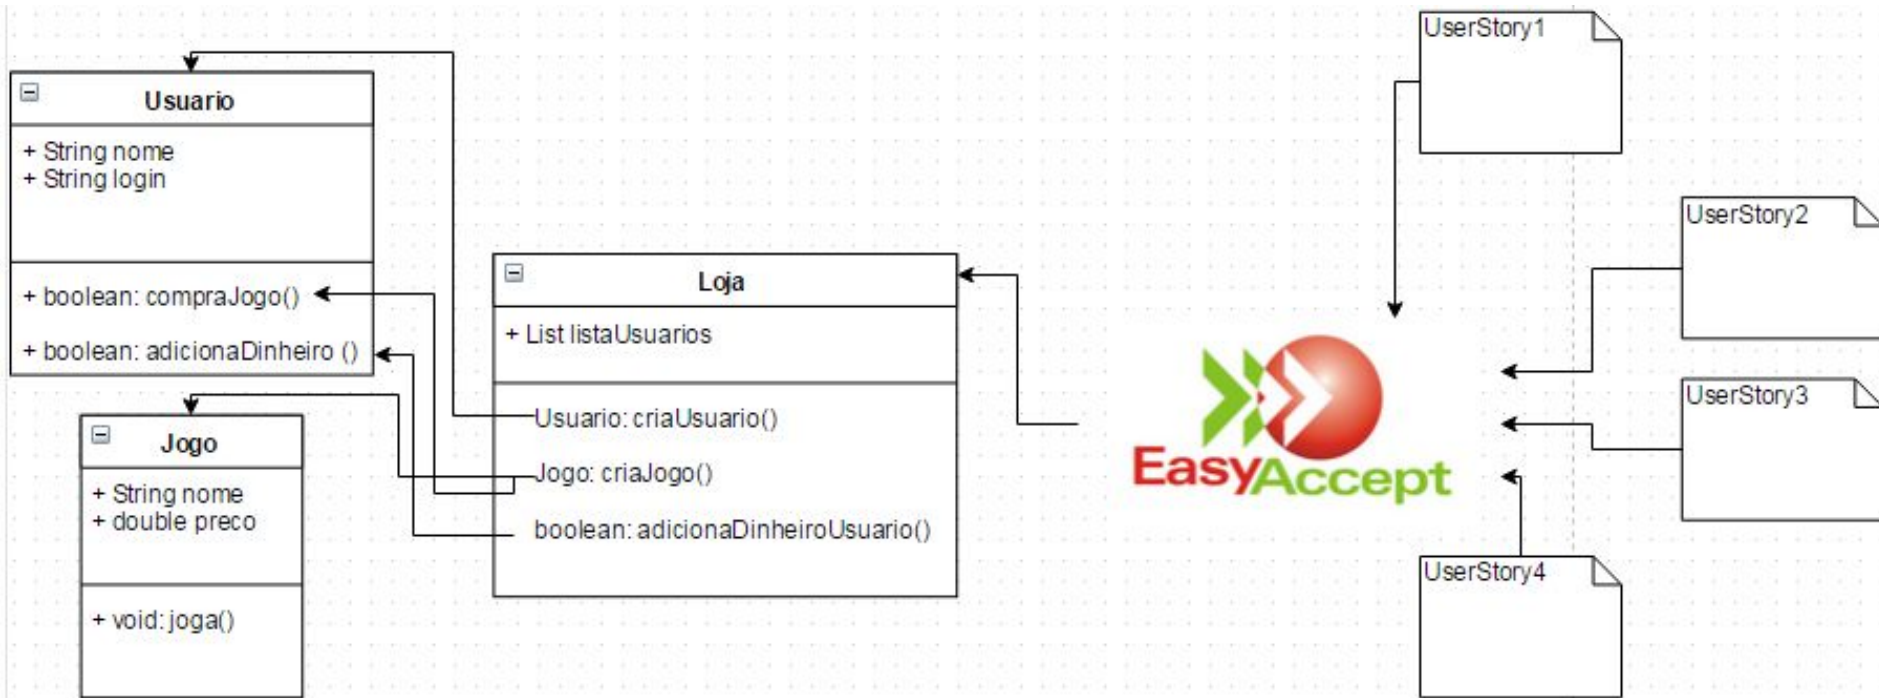 Usuario
+ String nome
+ String login
+ boolean: compraJogo()
+ boolean: adicionaDinheiro ()
Jogo
+ String nome
+ double preco
+ void: joga()
Loja
+ List listaUsuarios
Usuario: criaUsuario()
Jogo: criaJogo()
boolean: adicionaDinheiroUsuario()
EasyAccept
UserStory1
UserStory2
UserStory3
UserStory4